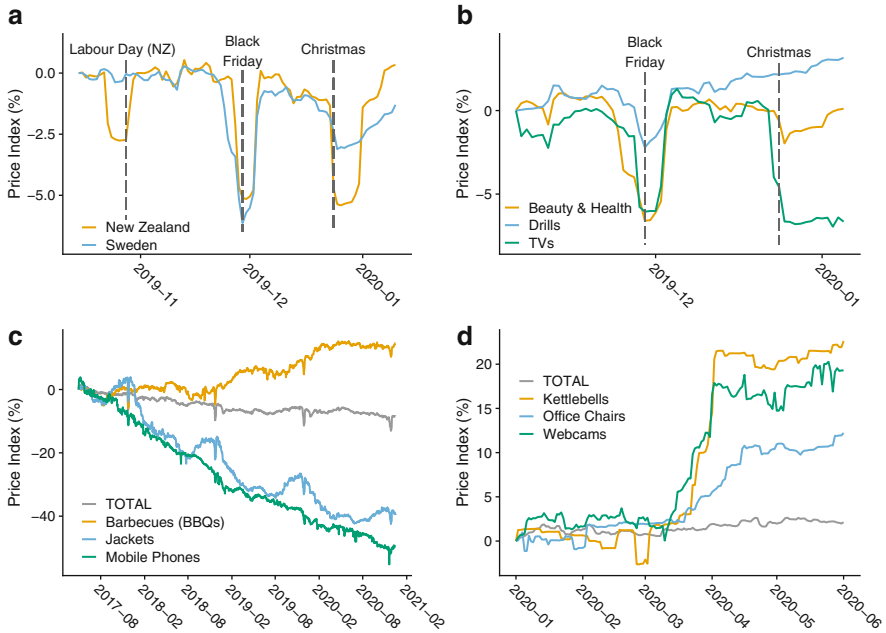 a
Labour Day (NZ)
Black
Friday
Christmas
Price Index (%)
0.0
−2.5
−5.0
New Zealand
Sweden
2019−11
2019−12
2020−01
b
Black
Friday
Christmas
Price Index (%)
0
−5
Beauty & Health
Drills
TVs
2019−12
2020−01
c
Price Index (%)
0
−20
−40
TOTAL
Barbecues (BBQs)
Jackets
Mobile Phones
2017−08
2018−02
2018−08
2019−02
2019−08
2020−02
2020−08
2021−02
d
Price Index (%)
20
15
10
5
0
TOTAL
Kettlebells
Office Chairs
Webcams
2020−01
2020−02
2020−03
2020−04
2020−05
2020−06